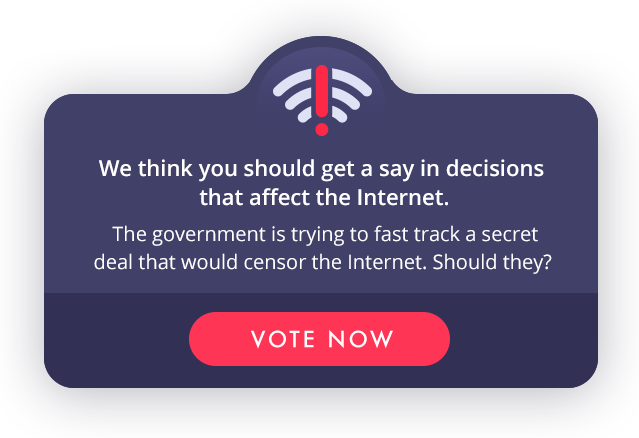 We think you should get a say in decisions
that affect the Internet.
The government is trying to fast track a secret
deal that would censor the Internet. Should they?
VOTE NOW